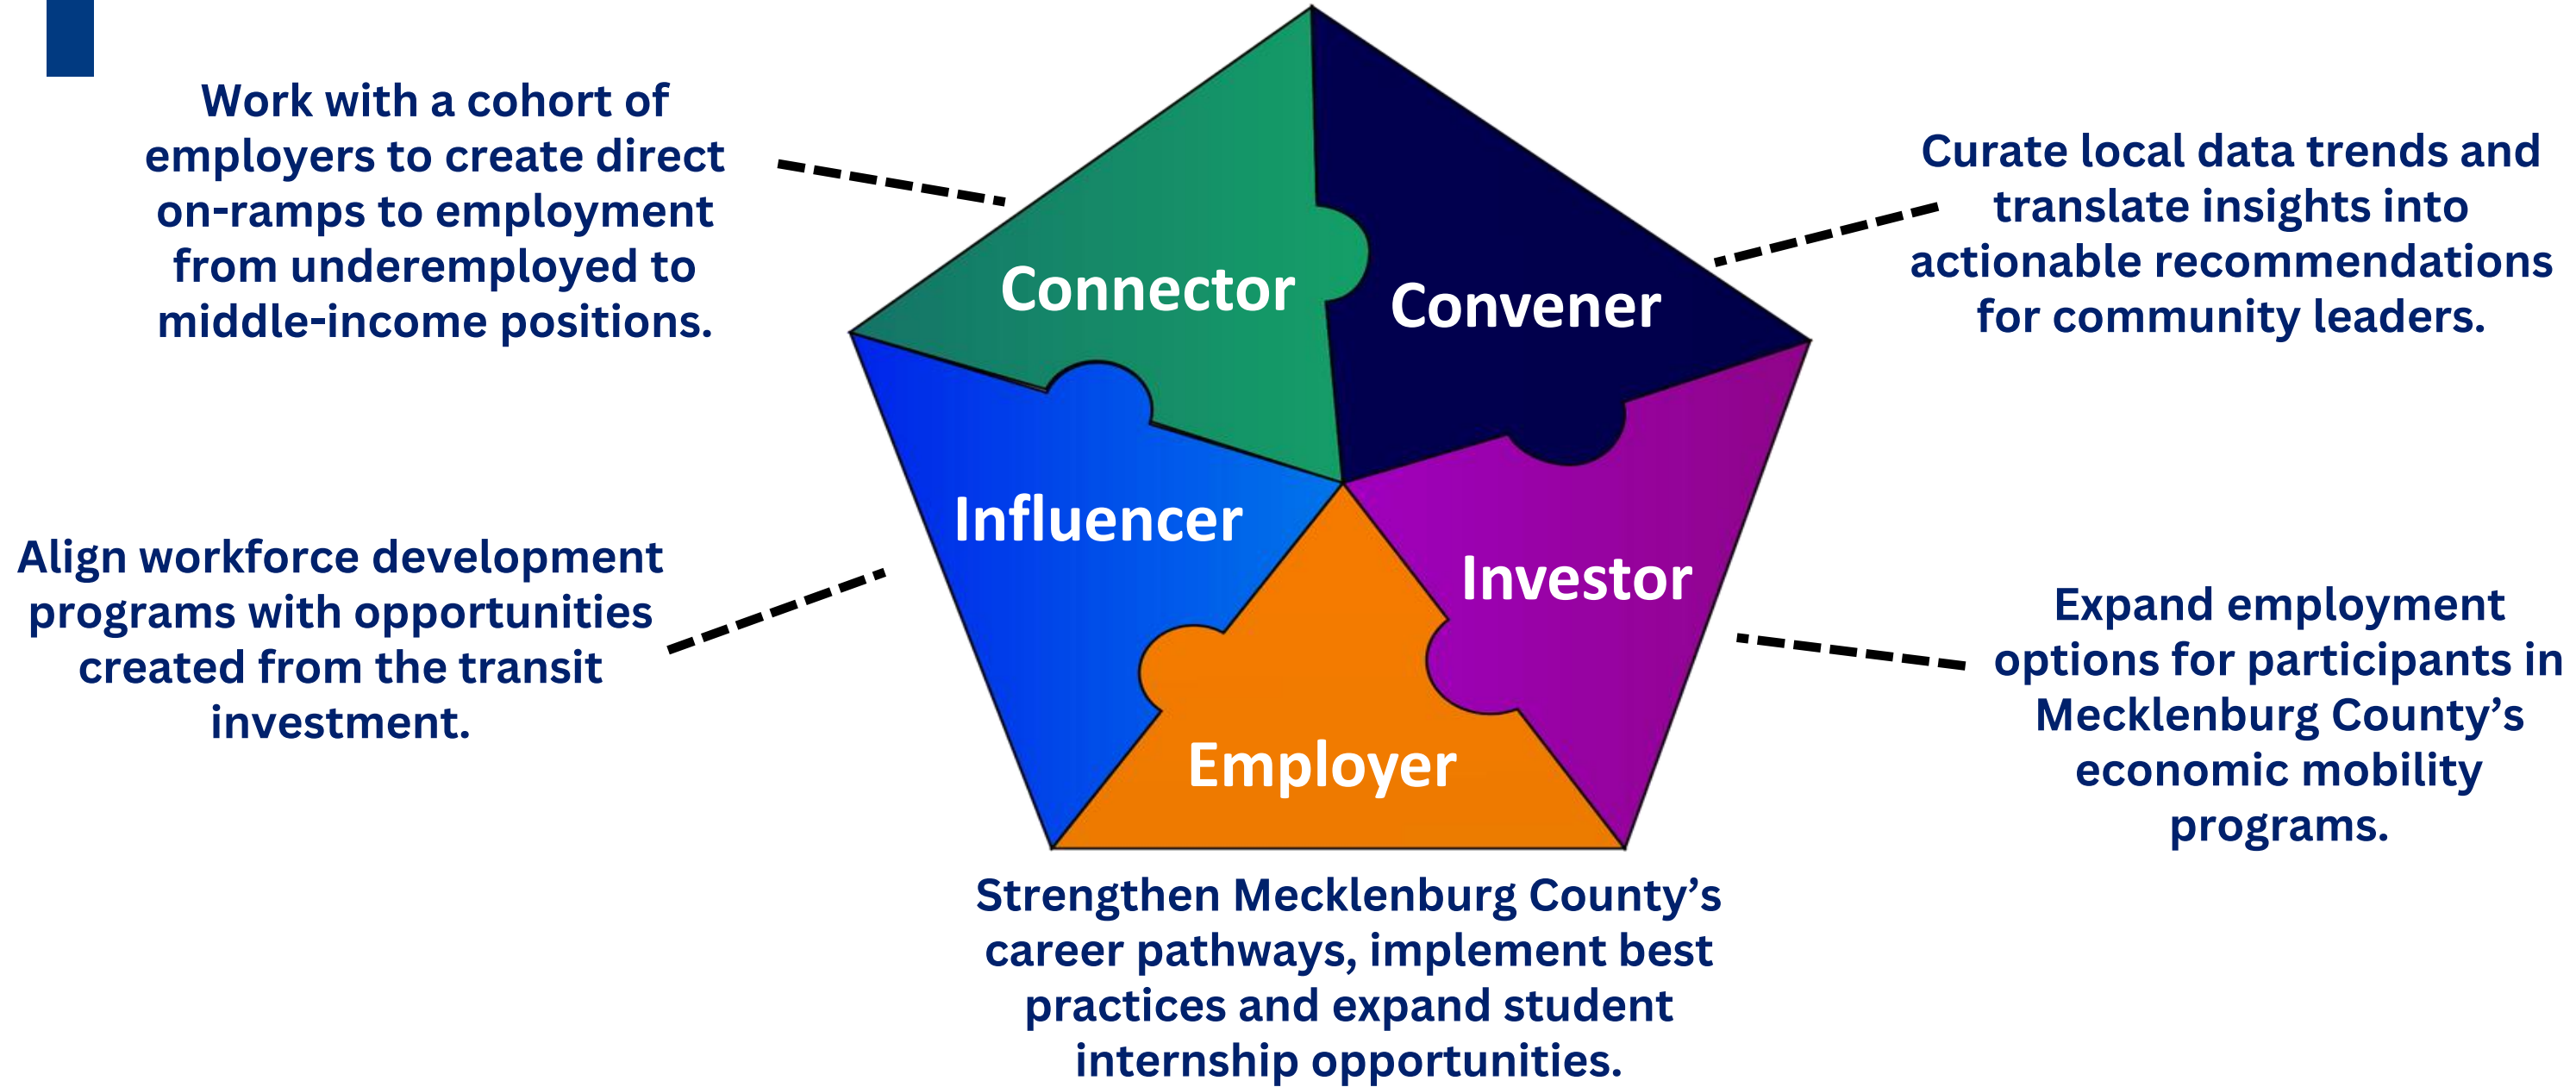 Work with a cohort of
employers to create direct
on-ramps to employment
from underemployed to
middle-income positions.
Connector
Convener
Curate local data trends and
translate insights into
actionable recommendations
for community leaders.
Influencer
Align workforce development
programs with opportunities
created from the transit
investment.
Investor
Expand employment
options for participants in
Mecklenburg County’s
economic mobility
programs.
Employer
Strengthen Mecklenburg County’s
career pathways, implement best
practices and expand student
internship opportunities.